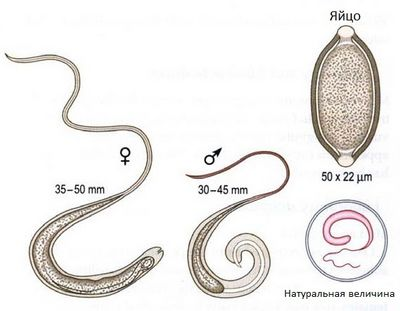 Яйцо
♀
♂
35–50 mm
30–45 mm
50 x 22 µm
Натуральная величина